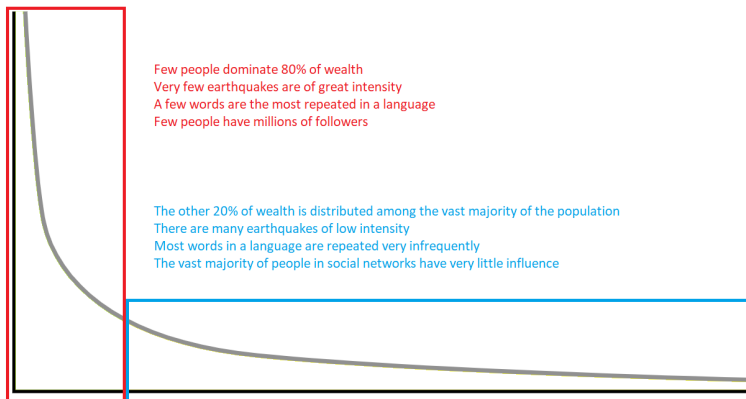 Few people dominate 80% of wealth
Very few earthquakes are of great intensity
A few words are the most repeated in a language
Few people have millions of followers
The other 20% of wealth is distributed among the vast majority of the population
There are many earthquakes of low intensity
Most words in a language are repeated very infrequently
The vast majority of people in social networks have very little influence